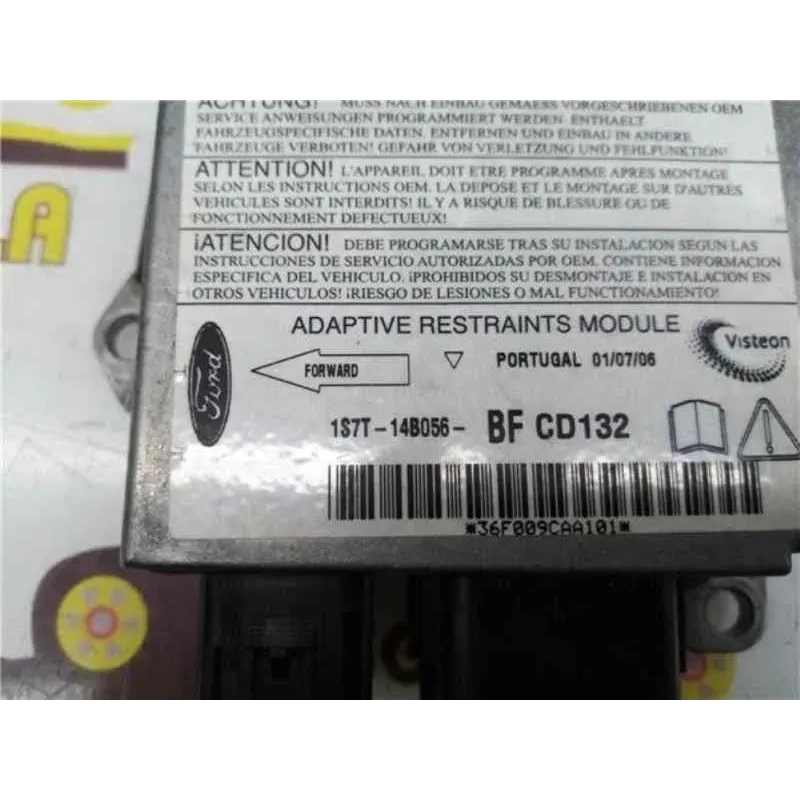 ACHTUNG! MUSS NACH EINBAU GEMAESS VORGESCHRIEBENEN OEM
SERVICE ANWEISUNGEN PROGRAMMIERT WERDEN. ENTHAELT
FAHRZEUGSPEZIFISCHE DATEN. ENTFERNEN UND EINBAU IN ANDERE
FAHRZEUGE VERBOTEN! GEFAHR VON VERLETZUNG UND FEHLFUNKTION!
ATTENTION! L'APPAREIL DOIT ETRE PROGRAMME APRES MONTAGE
SELON LES INSTRUCTIONS OEM. LA DEPOSE ET LE MONTAGE SUR D'AUTRES
VEHICULES SONT INTERDITS! IL Y A RISQUE DE BLESSURE OU DE
FONCTIONNEMENT DEFECTUEUX!
¡ATENCION! DEBE PROGRAMARSE TRAS SU INSTALACION SEGUN LAS
INSTRUCCIONES DE SERVICIO AUTORIZADAS POR OEM. CONTIENE INFORMACION
ESPECIFICA DEL VEHICULO. ¡PROHIBIDO SU DESMONTAJE E INSTALACION EN
OTROS VEHICULOS! ¡RIESGO DE LESIONES O MAL FUNCIONAMIENTO!
ADAPTIVE RESTRAINTS MODULE
Visteon
Ford
FORWARD
PORTUGAL 01/07/06
1S7T-14B056- BF CD132
*36F009CAA101*
LA